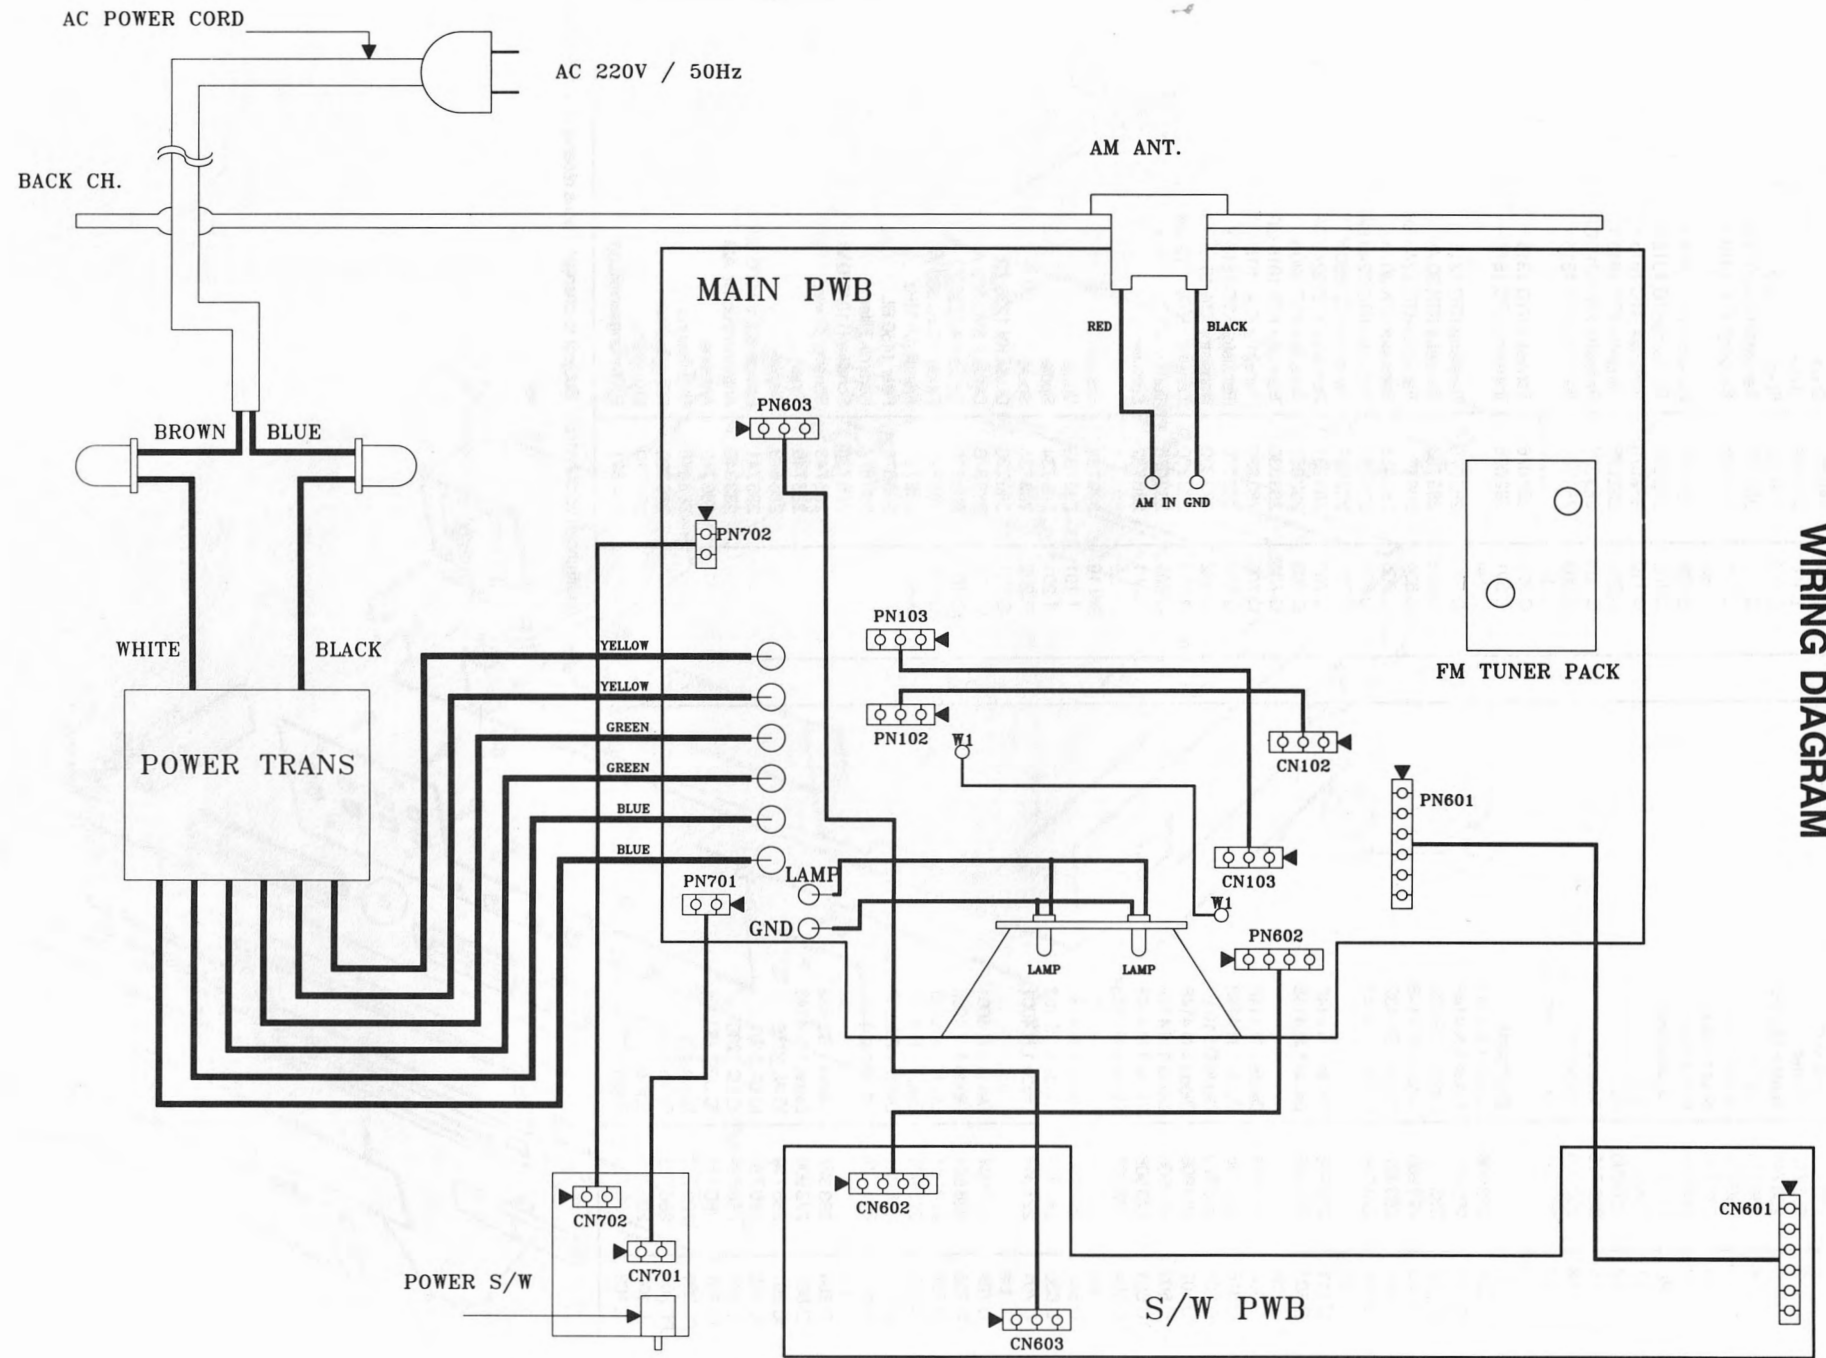 AC POWER CORD
AC 220V / 50Hz
AM ANT.
BACK CH.
MAIN PWB
RED
BLACK
PN603
BROWN
BLUE
AM IN GND
PN702
WIRING DIAGRAM
PN103
WHITE
BLACK
YELLOW
FM TUNER PACK
YELLOW
GREEN
PN102
W1
POWER TRANS
CN102
GREEN
PN601
BLUE
BLUE
LAMP
PN701
CN103
W1
GND
PN602
LAMP
LAMP
CN602
CN601
CN702
CN701
POWER S/W
S/W PWB
CN603